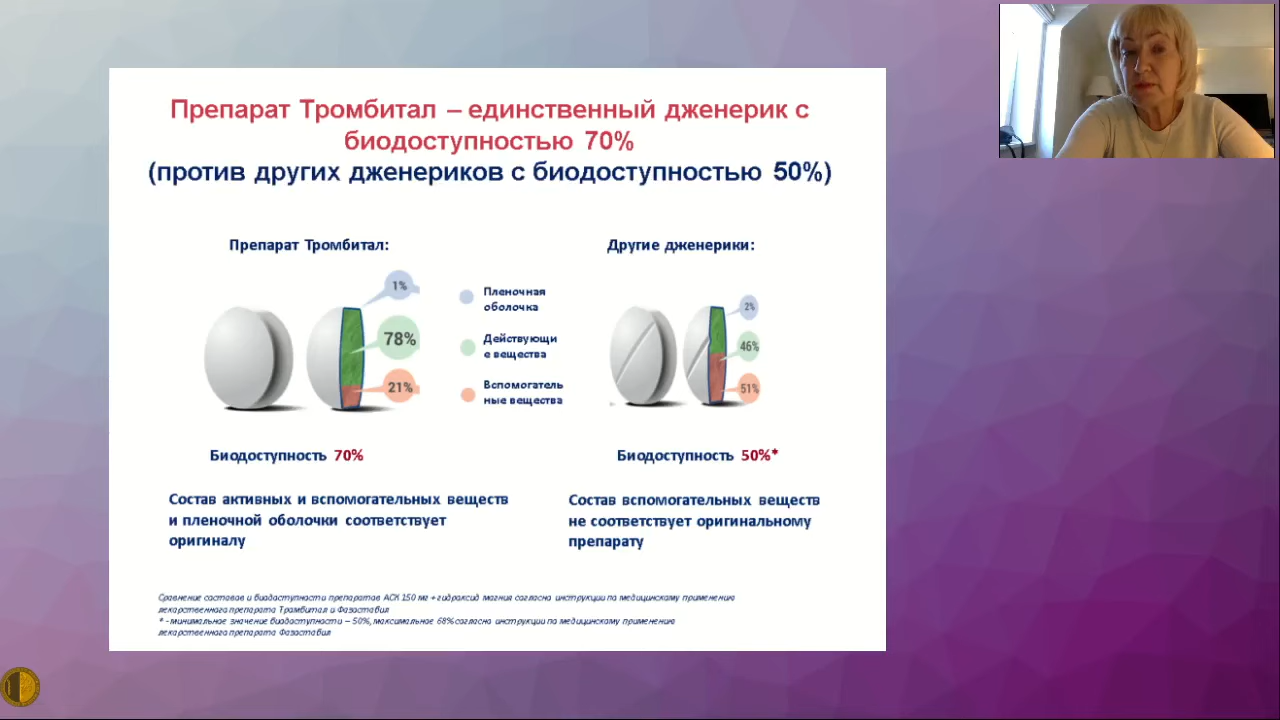 Препарат Тромбитал – единственный дженерик с
биодоступностью 70%
(против других дженериков с биодоступностью 50%)
Препарат Тромбитал:
Другие дженерики:
1%
78%
21%
Пленочная
оболочка
Действующи
е вещества
Вспомогатель
ные вещества
2%
46%
51%
Биодоступность 70%
Биодоступность 50%*
Состав активных и вспомогательных веществ
и пленочной оболочки соответствует
оригиналу
Состав вспомогательных веществ
не соответствует оригинальному
препарату
Сравнение составов и биодоступности препаратов АСК 150 мг + гидроксид магния согласно инструкции по медицинскому применению
лекарственного препарата Тромбитал и Фазостабил
* - минимальное значение биодоступности – 50%, максимальное 68% согласно инструкции по медицинскому применению
лекарственного препарата Фазостабил